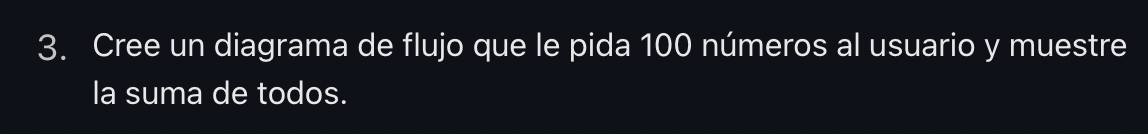 3. Cree un diagrama de flujo que le pida 100 números al usuario y muestre
la suma de todos.